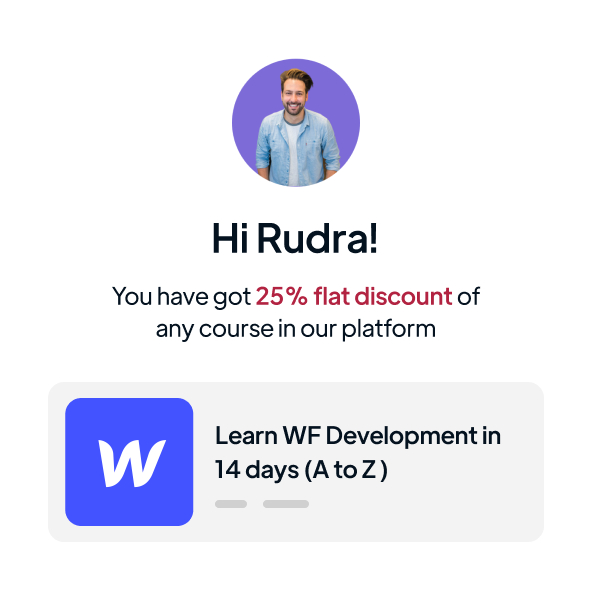 Hi Rudra!
You have got 25% flat discount of
any course in our platform
W
Learn WF Development in
14 days (A to Z )